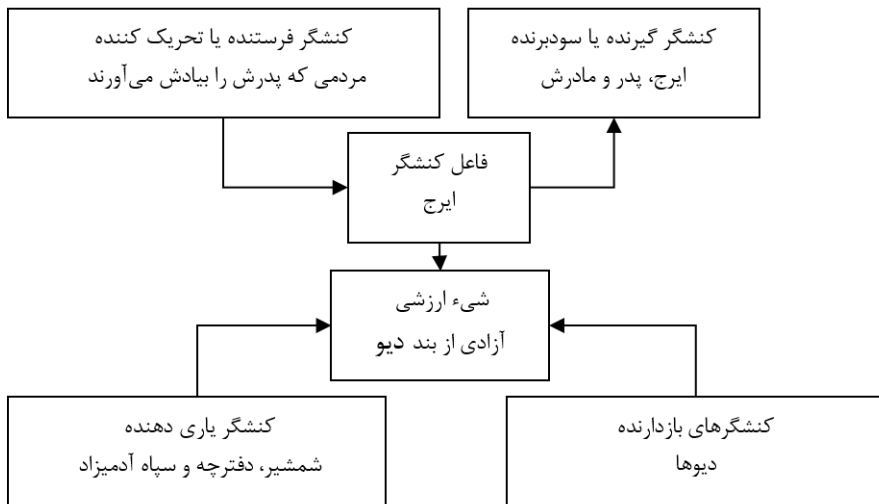 کنشگر گیرنده یا سودبرنده
ایرج، پدر و مادرش
کنشگر فرستنده یا تحریک کننده
مردمی که پدرش را بیادش می‌آورند
فاعل کنشگر
ایرج
شیء ارزشی
آزادی از بند دیو
کنشگرهای بازدارنده
دیوها
کنشگر یاری دهنده
شمشیر، دفترچه و سپاه آدمیزاد